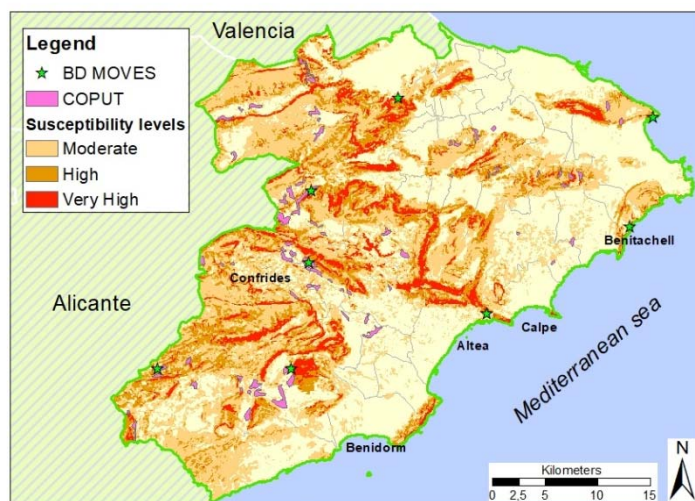 Valencia
Legend
BD MOVES
COPUT
Susceptibility levels
Moderate
High
Very High
Benitachell
Confrides
Alicante
Calpe
Altea
Mediterranean sea
Benidorm
N
Kilometers
0 2,5 5 10 15